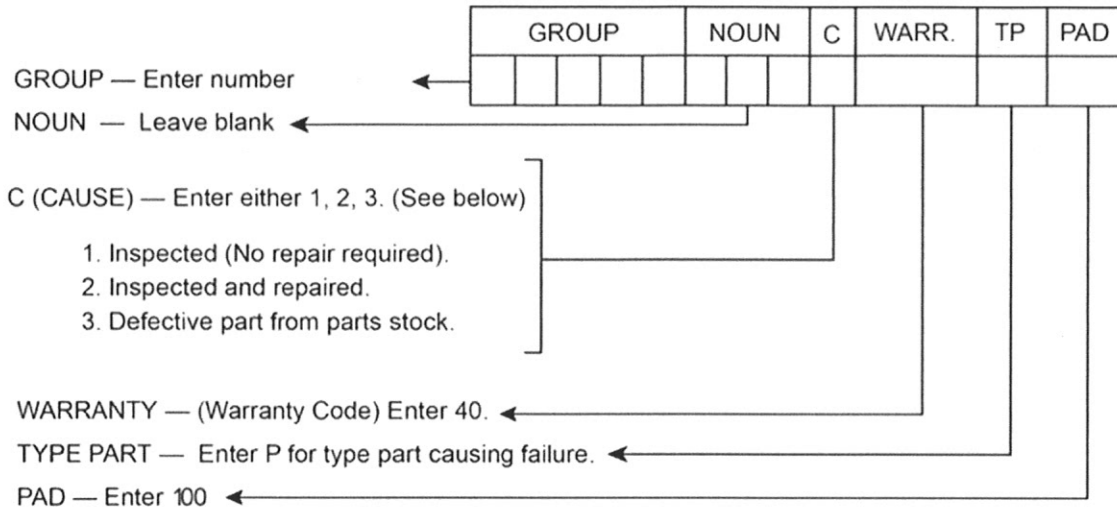 GROUP NOUN C WARR. TP PAD
GROUP — Enter number
NOUN — Leave blank
C (CAUSE) — Enter either 1, 2, 3. (See below)
1. Inspected (No repair required).
2. Inspected and repaired.
3. Defective part from parts stock.
WARRANTY — (Warranty Code) Enter 40.
TYPE PART — Enter P for type part causing failure.
PAD — Enter 100